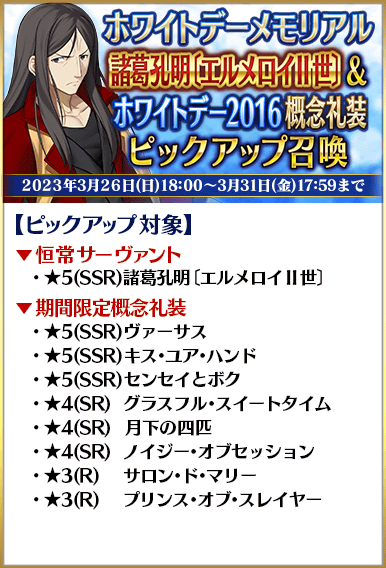 ホワイトデーメモリアル
諸葛孔明〔エルメロイⅡ世〕&
ホワイトデー2016概念礼装
ピックアップ召喚
2023年3月26日(日)18:00～3月31日(金)17:59まで
【ピックアップ対象】
▼恒常サーヴァント
・★5(SSR)諸葛孔明〔エルメロイⅡ世〕
▼期間限定概念礼装
・★5(SSR)ヴァーサス
・★5(SSR)キス・ユア・ハンド
・★5(SSR)センセイとボク
・★4(SR) グラスフル・スイートタイム
・★4(SR) 月下の四匹
・★4(SR) ノイジー・オブセッション
・★3(R) サロン・ド・マリー
・★3(R) プリンス・オブ・スレイヤー